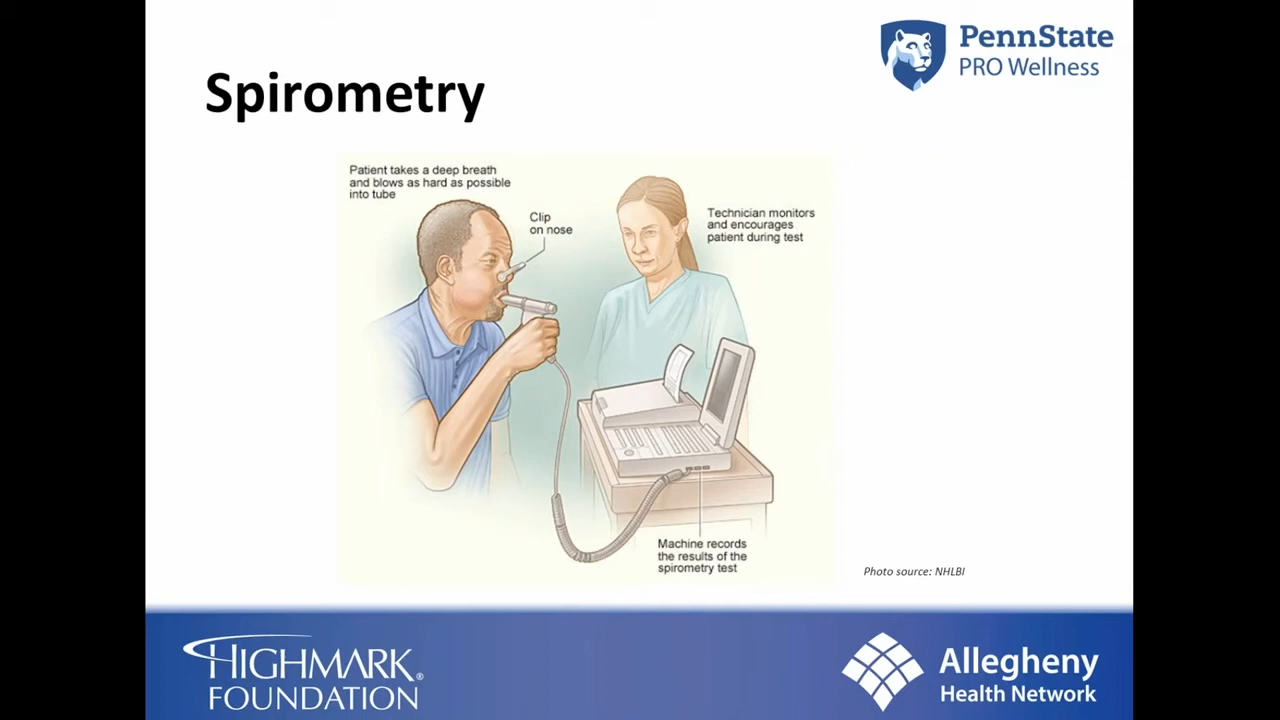 PennState
PRO Wellness
Spirometry
Patient takes a deep breath
and blows as hard as possible
into tube
Clip
on nose
Technician monitors
and encourages
patient during test
Machine records
the results of the
spirometry test
Photo source: NHLBI
HIGHMARK®
FOUNDATION
Allegheny
Health Network